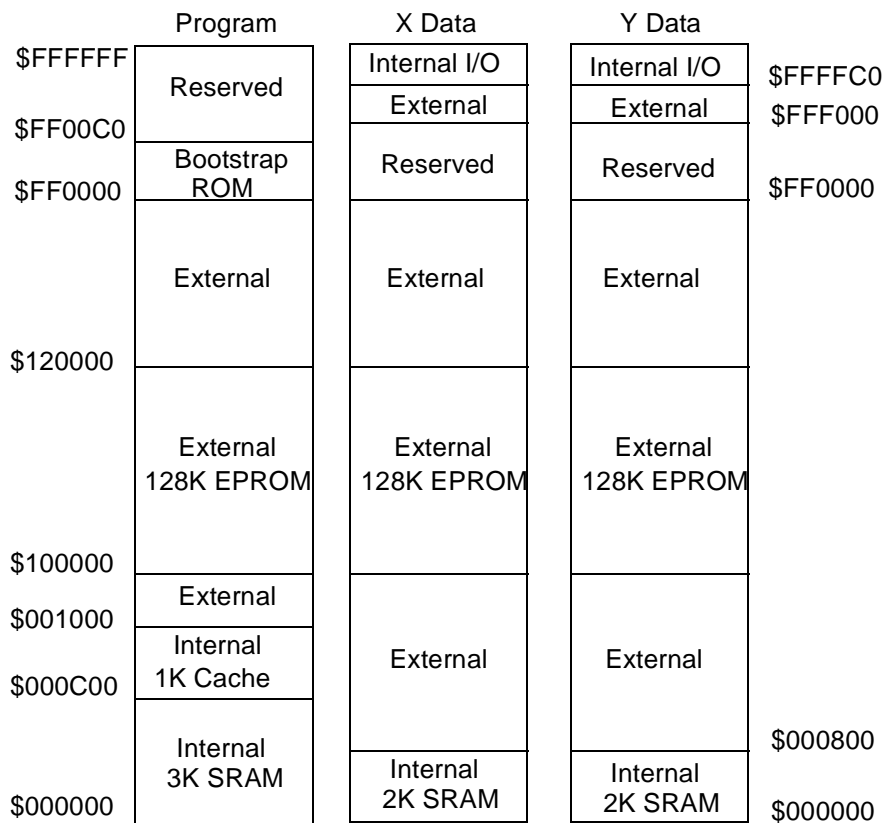 Program
X Data
Y Data
$FFFFFF
Reserved
Internal I/O
Internal I/O
$FFFFC0
External
External
$FFF000
$FF00C0
Bootstrap
ROM
Reserved
Reserved
$FF0000
$FF0000
External
External
External
$120000
External
128K EPROM
External
128K EPROM
External
128K EPROM
$100000
External
$001000
Internal
1K Cache
External
External
$000C00
$000800
Internal
3K SRAM
Internal
2K SRAM
Internal
2K SRAM
$000000
$000000